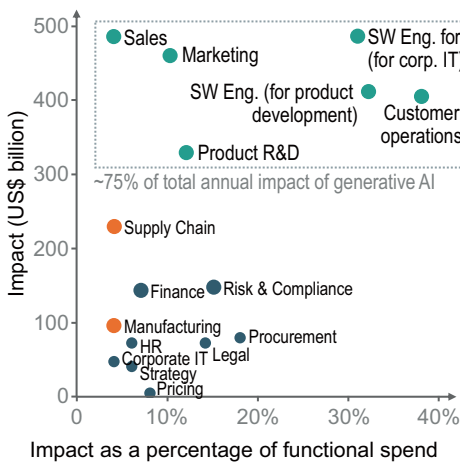 Impact (US$ billion)
500
400
300
200
100
0
Sales
Marketing
SW Eng. for
(for corp. IT)
SW Eng. (for product
development)
Customer
operations
Product R&D
~75% of total annual impact of generative AI
Supply Chain
Finance
Risk & Compliance
Manufacturing
Procurement
HR
Legal
Corporate IT
Strategy
Pricing
0
10%
20%
30%
40%
Impact as a percentage of functional spend